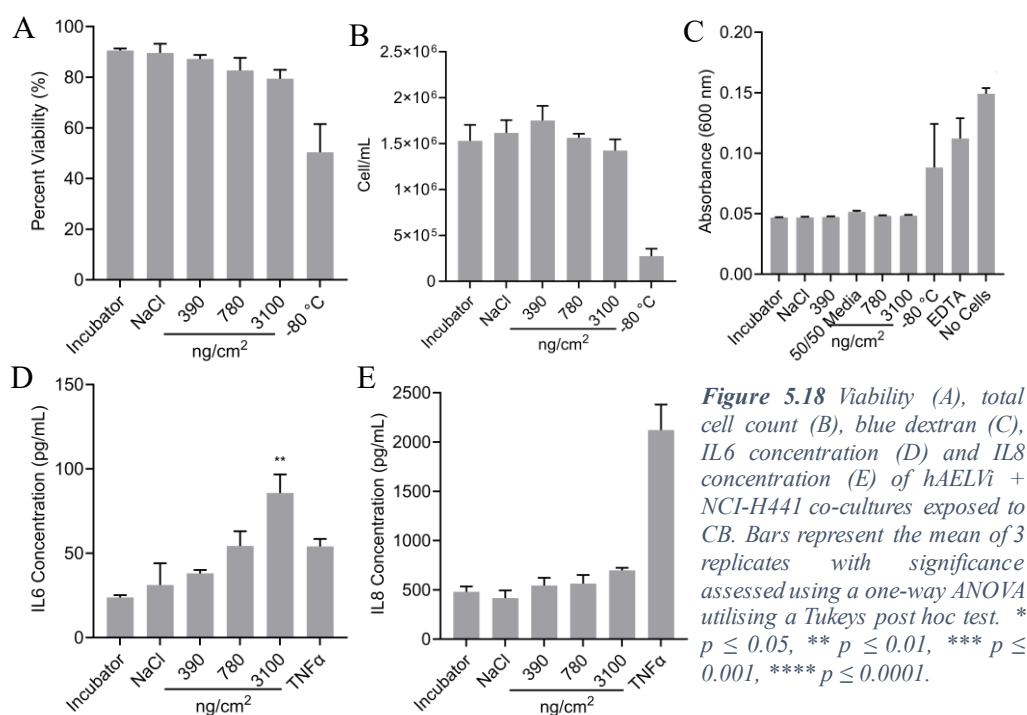 A
Percent Viability (%)
100
80
60
40
20
0
Incubator
NaCl
390
780
3100
-80 °C
ng/cm²
B
Cell/mL
2.5×10⁶
2×10⁶
1.5×10⁶
1×10⁶
5×10⁵
0
Incubator
NaCl
390
780
3100
-80 °C
ng/cm²
C
Absorbance (600 nm)
0.20
0.15
0.10
0.05
0.00
Incubator
NaCl
390
50/50 Media
780
3100
-80 °C
EDTA
No Cells
ng/cm²
D
IL6 Concentration (pg/mL)
150
100
50
0
**
Incubator
NaCl
390
780
3100
TNFα
ng/cm²
E
IL8 Concentration (pg/mL)
2500
2000
1500
1000
500
0
Incubator
NaCl
390
780
3100
TNFα
ng/cm²
Figure 5.18 Viability (A), total
cell count (B), blue dextran (C),
IL6 concentration (D) and IL8
concentration (E) of hAELVi +
NCI-H441 co-cultures exposed to
CB. Bars represent the mean of 3
replicates with significance
assessed using a one-way ANOVA
utilising a Tukeys post hoc test. *
p ≤ 0.05, ** p ≤ 0.01, *** p ≤
0.001, **** p ≤ 0.0001.